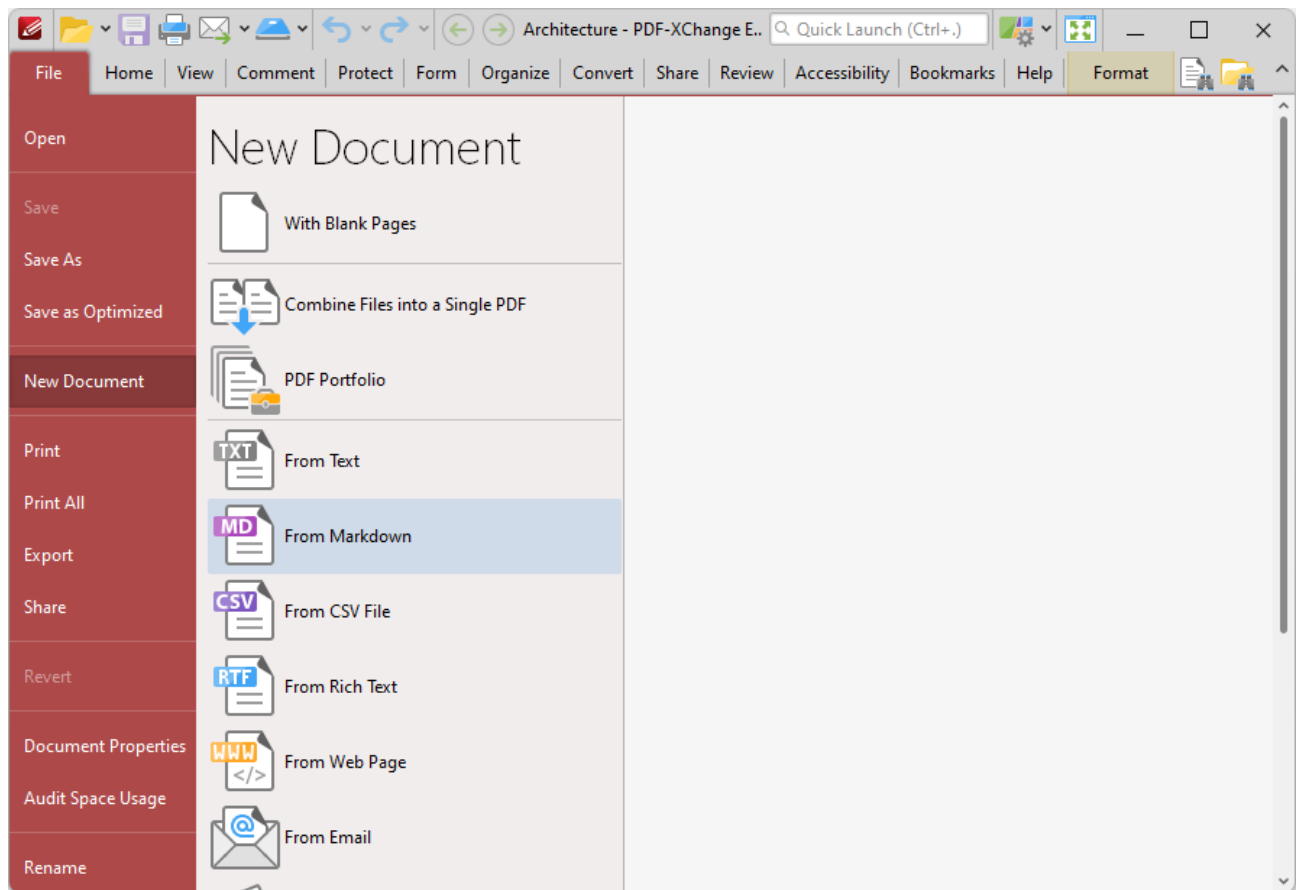 Architecture - PDF-XChange E..
Quick Launch (Ctrl+.)
File Home View Comment Protect Form Organize Convert Share Review Accessibility Bookmarks Help Format
Open
Save
Save As
Save as Optimized
New Document
Print
Print All
Export
Share
Revert
Document Properties
Audit Space Usage
Rename
New Document
With Blank Pages
Combine Files into a Single PDF
PDF Portfolio
TXT From Text
MD From Markdown
CSV From CSV File
RTF From Rich Text
WWW </> From Web Page
@ From Email